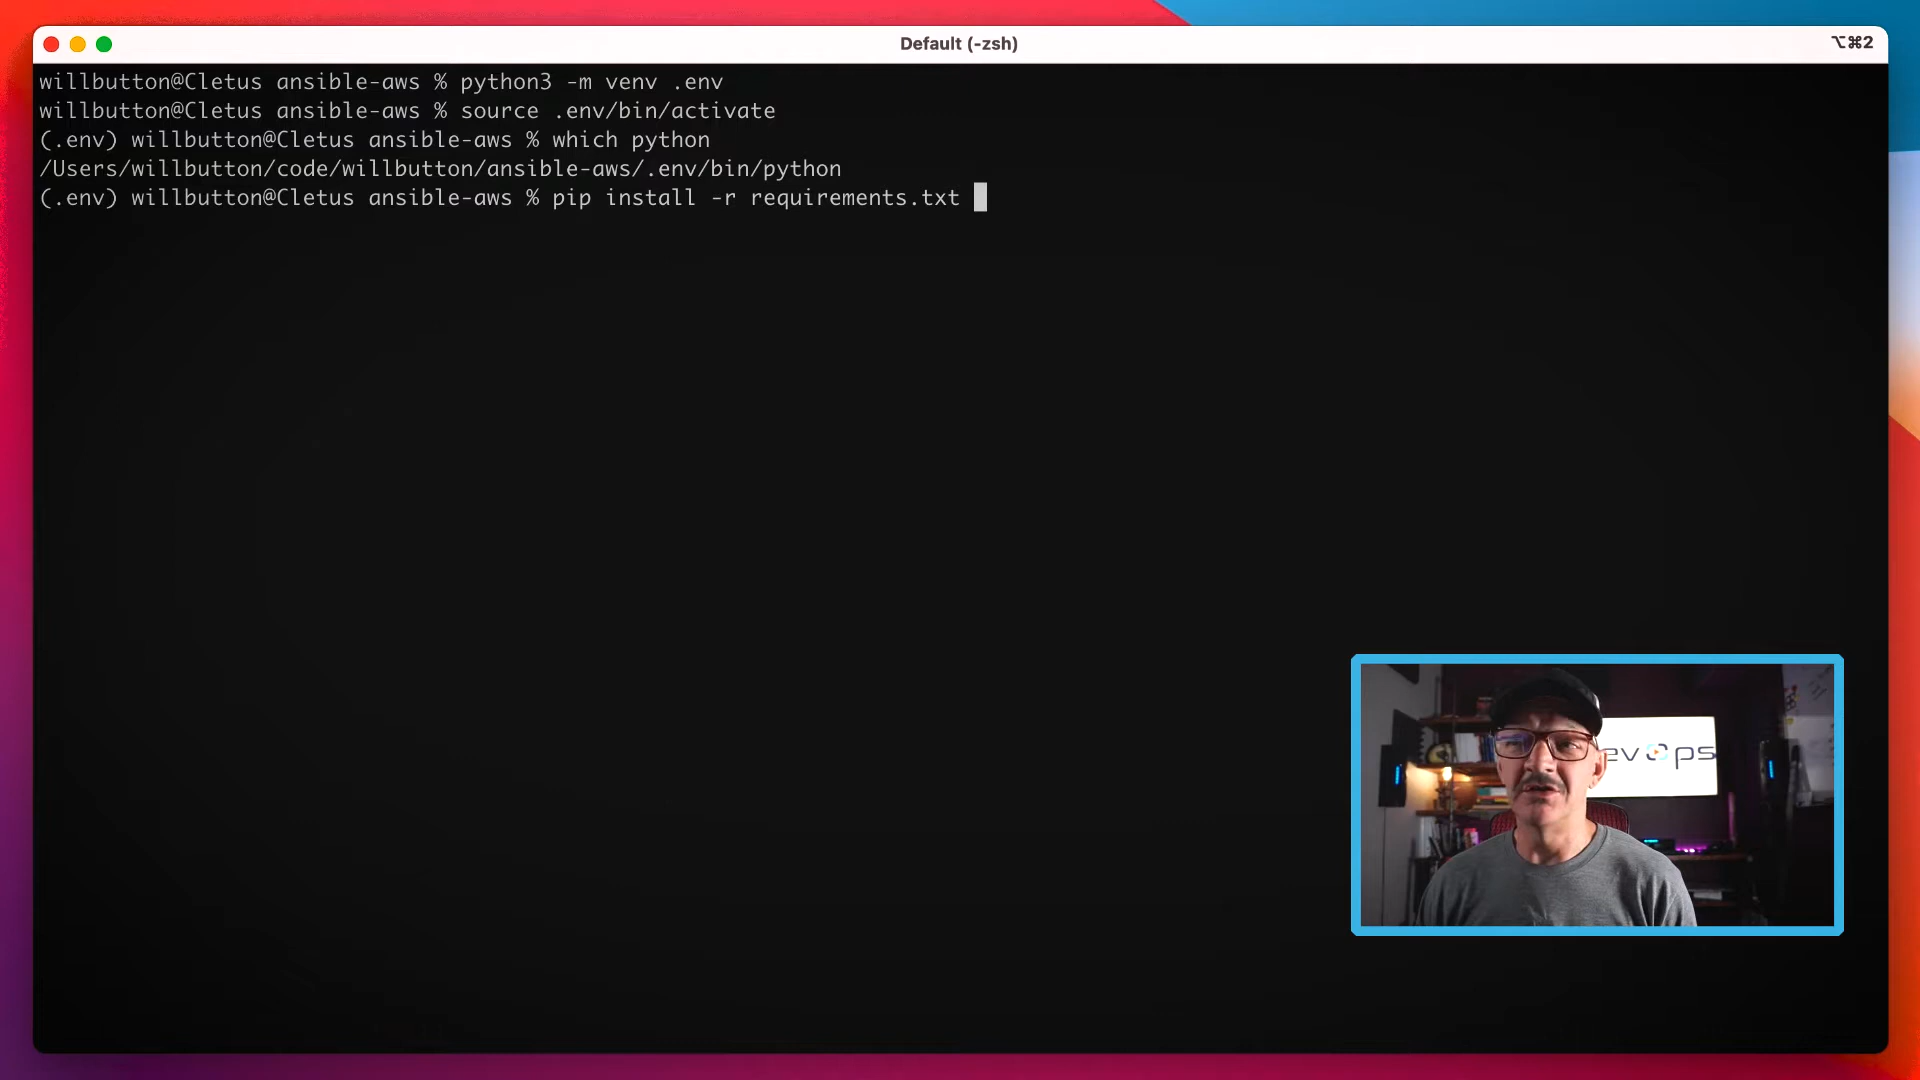 Default (-zsh)
⌥⌘2
willbutton@Cletus ansible-aws % python3 -m venv .env
willbutton@Cletus ansible-aws % source .env/bin/activate
(.env) willbutton@Cletus ansible-aws % which python
/Users/willbutton/code/willbutton/ansible-aws/.env/bin/python
(.env) willbutton@Cletus ansible-aws % pip install -r requirements.txt
evOps